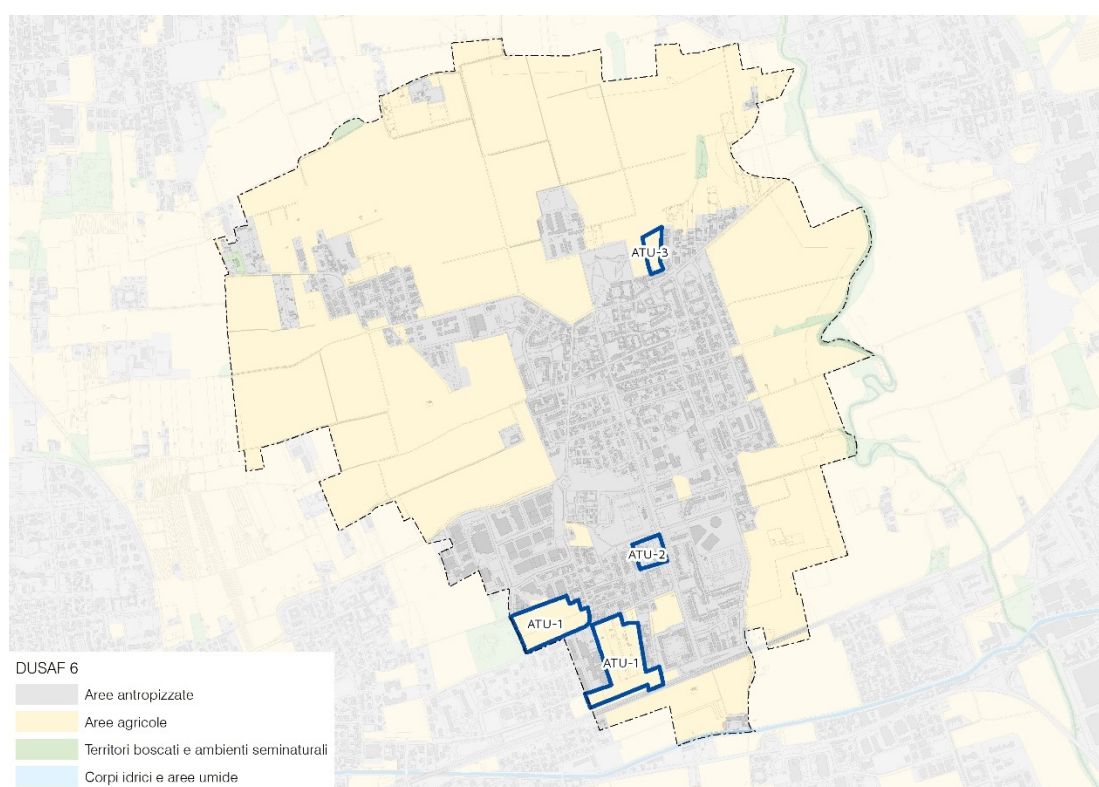 ATU-3
ATU-2
ATU-1
ATU-1
DUSAF 6
Aree antropizzate
Aree agricole
Territori boscati e ambienti seminaturali
Corpi idrici e aree umide